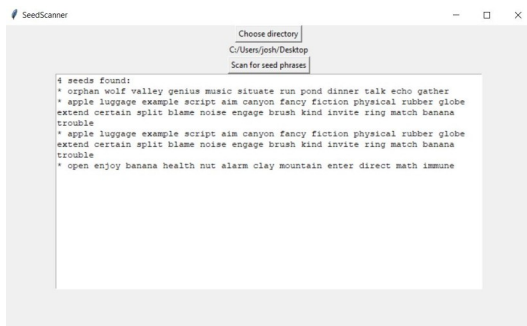 SeedScanner
Choose directory
C:/Users/josh/Desktop
Scan for seed phrases
4 seeds found:
* orphan wolf valley genius music situate run pond dinner talk echo gather
* apple luggage example script aim canyon fancy fiction physical rubber globe
extend certain split blame noise engage brush kind invite ring match banana
trouble
* apple luggage example script aim canyon fancy fiction physical rubber globe
extend certain split blame noise engage brush kind invite ring match banana
trouble
* open enjoy banana health nut alarm clay mountain enter direct math immune